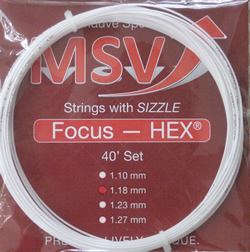 MSV
Strings with SIZZLE
Focus – HEX®
40' Set
1.10 mm
1.18 mm
1.23 mm
1.27 mm